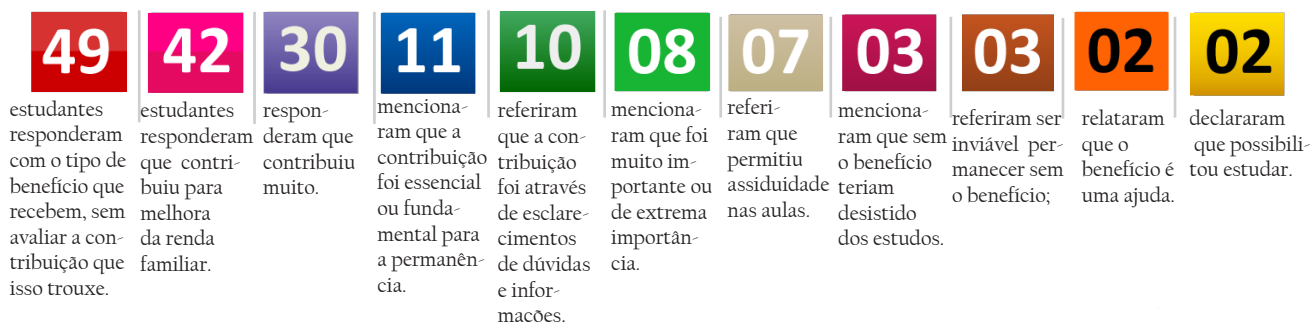 49
estudantes
responderam
com o tipo de
benefício que
recebem, sem
avaliar a con-
tribuição que
isso trouxe.
42
estudantes
responderam
que contri-
buiu para
melhora
da renda
familiar.
30
respon-
deram que
contribuiu
muito.
11
menciona-
ram que a
contribuição
foi essencial
ou funda-
mental para
a permanên-
cia.
10
referiram
que a con-
tribuição
foi através
de esclare-
cimentos
de dúvidas
e infor-
mações.
08
menciona-
ram que foi
muito im-
portante ou
de extrema
importân-
cia.
07
referi-
ram que
permitiu
assiduidade
nas aulas.
03
menciona-
ram que sem
o benefício
teriam
desistido
dos estudos.
03
referiram ser
inviável per-
manecer sem
o benefício;
02
relataram
que o
benefício é
uma ajuda.
02
declararam
que possibili-
tou estudar.